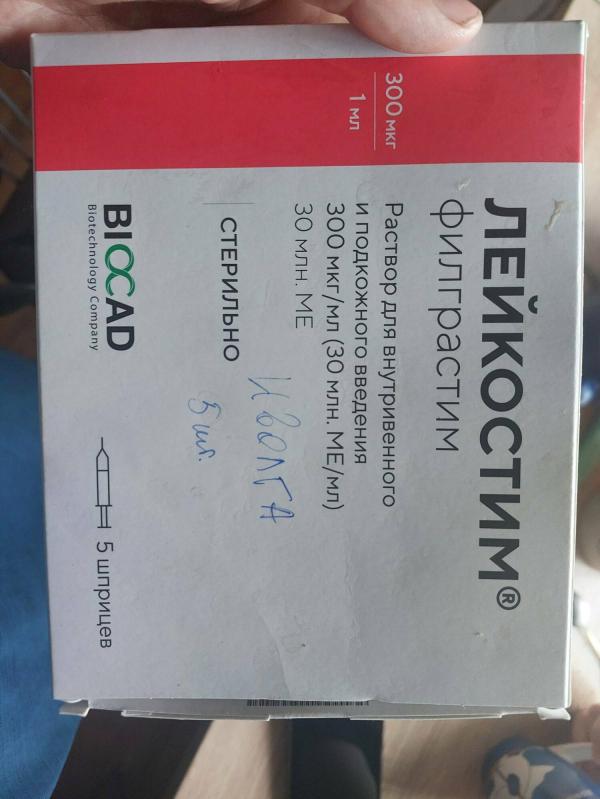 300 мкг
1 мл
ЛЕЙКОСТИМ®
филграстим
Раствор для внутривенного
и подкожного введения
300 мкг/мл (30 млн. МЕ/мл)
30 млн. МЕ
СТЕРИЛЬНО
ИВОЛГА
5 шт.
BIOCAD
Biotechnology Company
5 шприцев